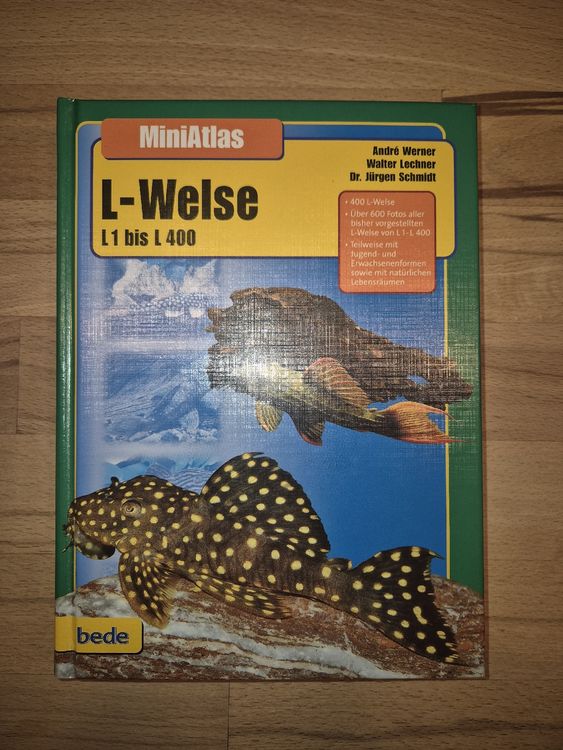 MiniAtlas
André Werner
Walter Lechner
Dr. Jürgen Schmidt
L-Welse
L 1 bis L 400
• 400 L-Welse
• Über 600 Fotos aller
bisher vorgestellten
L-Welse von L 1- L 400
• Teilweise mit
Jugend- und
Erwachsenenformen
sowie mit natürlichen
Lebensräumen
bede